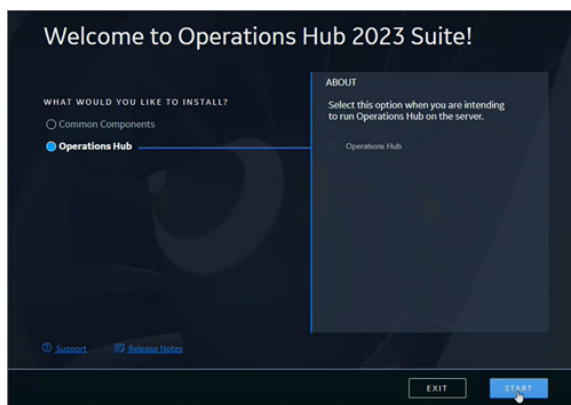 Welcome to Operations Hub 2023 Suite!
WHAT WOULD YOU LIKE TO INSTALL?
Common Components
Operations Hub
ABOUT
Select this option when you are intending
to run Operations Hub on the server.
Operations Hub
Support
Release Notes
EXIT
START